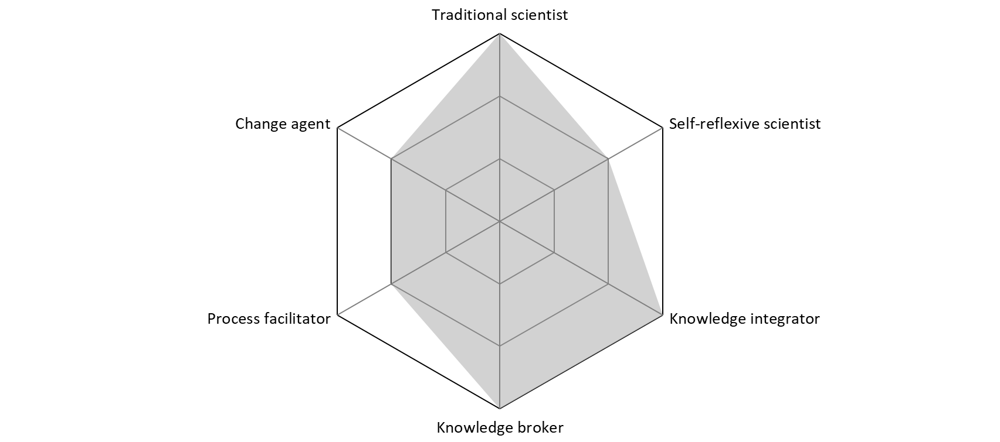 Traditional scientist
Change agent
Self-reflexive scientist
Process facilitator
Knowledge integrator
Knowledge broker